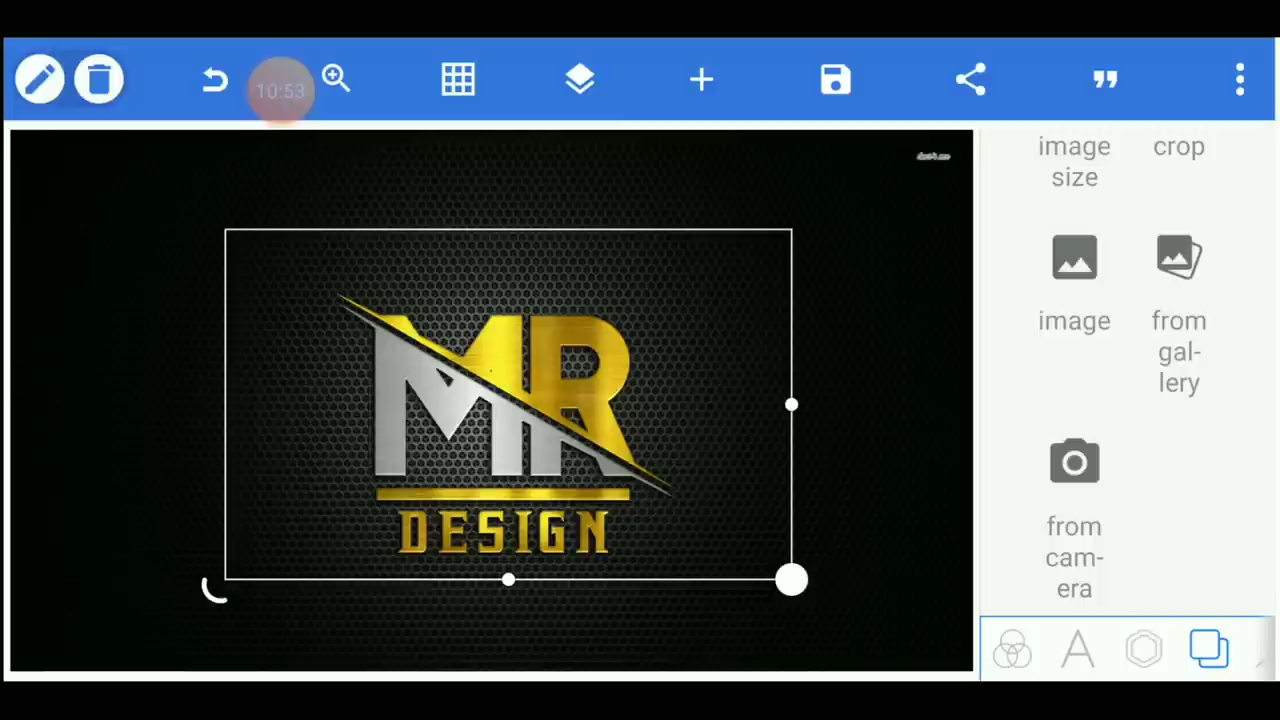 10:53
image
size
crop
MR
DESIGN
image
from
gal-
lery
from
cam-
era